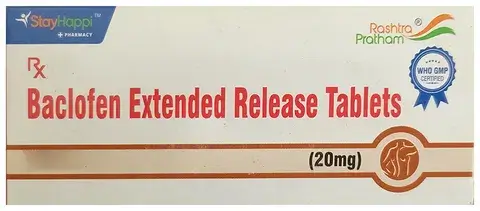 StayHappi™
+ PHARMACY
Rashtra
Pratham
WHO GMP
CERTIFIED
Rx
Baclofen Extended Release Tablets
(20mg)